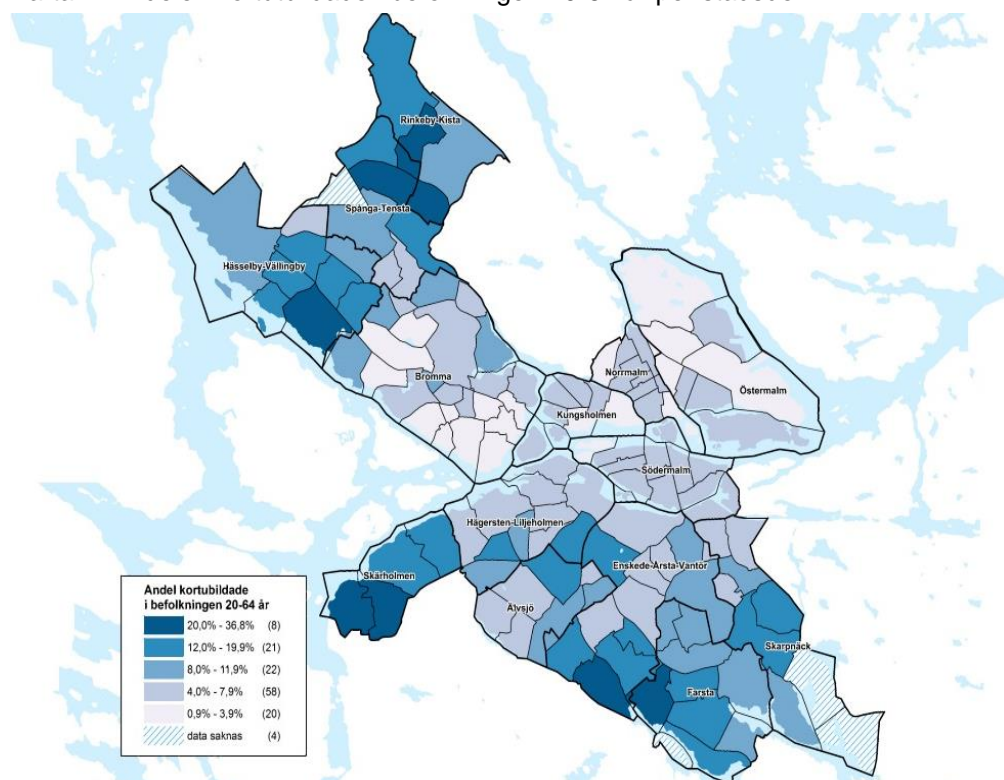 Rinkeby-Kista
Spånga-Tensta
Hässelby-Vällingby
Bromma
Norrmalm
Östermalm
Kungsholmen
Södermalm
Hägersten-Liljeholmen
Enskede-Årsta-Vantör
Skärholmen
Älvsjö
Skarpnäck
Farsta
Andel kortubildade
i befolkningen 20-64 år
20,0% - 36,8% (8)
12,0% - 19,9% (21)
8,0% - 11,9% (22)
4,0% - 7,9% (58)
0,9% - 3,9% (20)
data saknas (4)